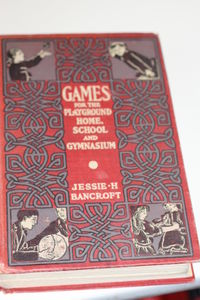 GAMES
FOR THE
PLAYGROUND
HOME,
SCHOOL
AND
GYMNASIUM
JESSIE·H
BANCROFT